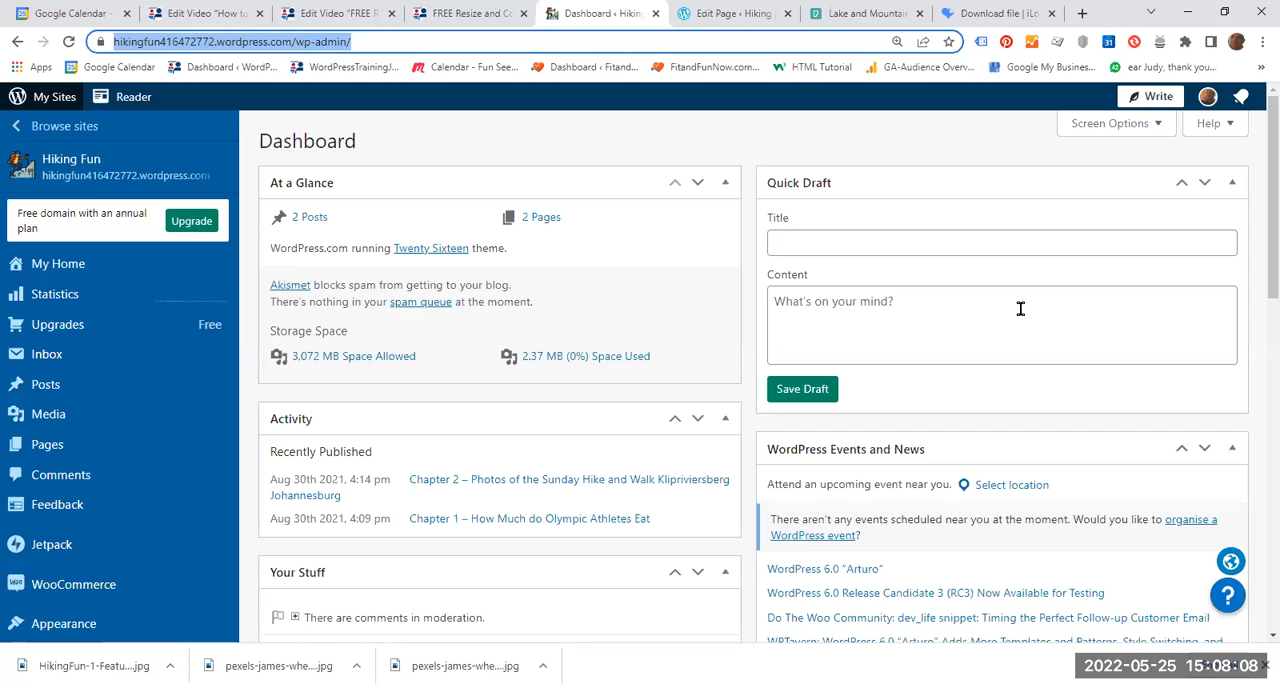 Google Calendar -
Edit Video "How to
Edit Video "FREE R
FREE Resize and Co
Dashboard ‹ Hiking
Edit Page ‹ Hiking
Lake and Mountain
Download file | iLo
hikingfun416472772.wordpress.com/wp-admin/
Apps
Google Calendar
Dashboard ‹ WordP...
WordPressTrainingJ...
Calendar - Fun See...
Dashboard ‹ Fitand...
FitandFunNow.com...
HTML Tutorial
GA-Audience Overv...
Google My Business...
ear Judy, thank you...
»
My Sites
Reader
Write
Browse sites
Hiking Fun
hikingfun416472772.wordpress.com
Free domain with an annual
plan
Upgrade
My Home
Statistics
Upgrades Free
Inbox
Posts
Media
Pages
Comments
Feedback
Jetpack
WooCommerce
Appearance
Screen Options
Help
Dashboard
At a Glance
2 Posts
2 Pages
WordPress.com running Twenty Sixteen theme.
Akismet blocks spam from getting to your blog.
There's nothing in your spam queue at the moment.
Storage Space
3,072 MB Space Allowed
2.37 MB (0%) Space Used
Activity
Recently Published
Aug 30th 2021, 4:14 pm Chapter 2 – Photos of the Sunday Hike and Walk Klipriviersberg
Johannesburg
Aug 30th 2021, 4:09 pm Chapter 1 – How Much do Olympic Athletes Eat
Your Stuff
There are comments in moderation.
Quick Draft
Title
Content
What's on your mind?
Save Draft
WordPress Events and News
Attend an upcoming event near you. Select location
There aren't any events scheduled near you at the moment. Would you like to organise a
WordPress event?
WordPress 6.0 "Arturo"
WordPress 6.0 Release Candidate 3 (RC3) Now Available for Testing
Do The Woo Community: dev_life snippet: Timing the Perfect Follow-up Customer Email
WPTavern: WordPress 6.0 "Arturo" Adds More Templates and Patterns, Style Switching, and
?
HikingFun-1-Featu....jpg
pexels-james-whe....jpg
pexels-james-whe....jpg
2022-05-25 15:08:08